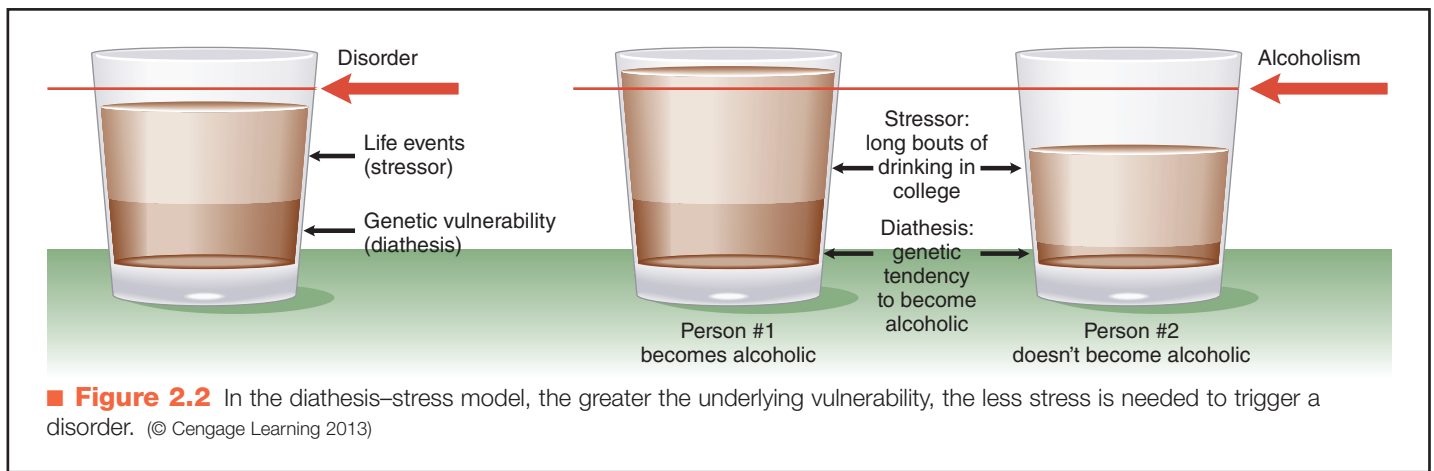 Disorder
Life events
(stressor)
Genetic vulnerability
(diathesis)
Alcoholism
Stressor:
long bouts of
drinking in
college
Diathesis:
genetic
tendency
to become
alcoholic
Person #1
becomes alcoholic
Person #2
doesn't become alcoholic
■ Figure 2.2 In the diathesis–stress model, the greater the underlying vulnerability, the less stress is needed to trigger a
disorder. (© Cengage Learning 2013)